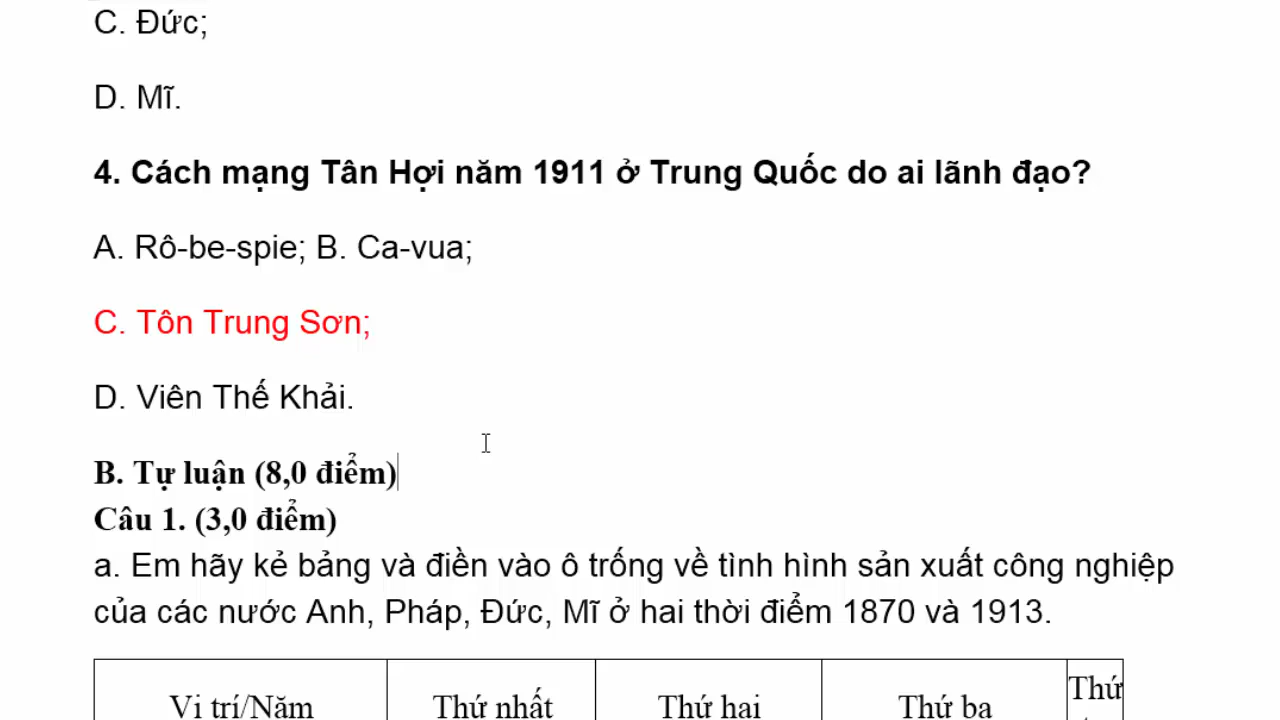 C. Đức;
D. Mĩ.
4. Cách mạng Tân Hợi năm 1911 ở Trung Quốc do ai lãnh đạo?
A. Rô-be-spie; B. Ca-vua;
C. Tôn Trung Sơn;
D. Viên Thế Khải.
B. Tự luận (8,0 điểm)
Câu 1. (3,0 điểm)
a. Em hãy kẻ bảng và điền vào ô trống về tình hình sản xuất công nghiệp
của các nước Anh, Pháp, Đức, Mĩ ở hai thời điểm 1870 và 1913.
Vị trí/Năm Thứ nhất Thứ hai Thứ ba Thứ